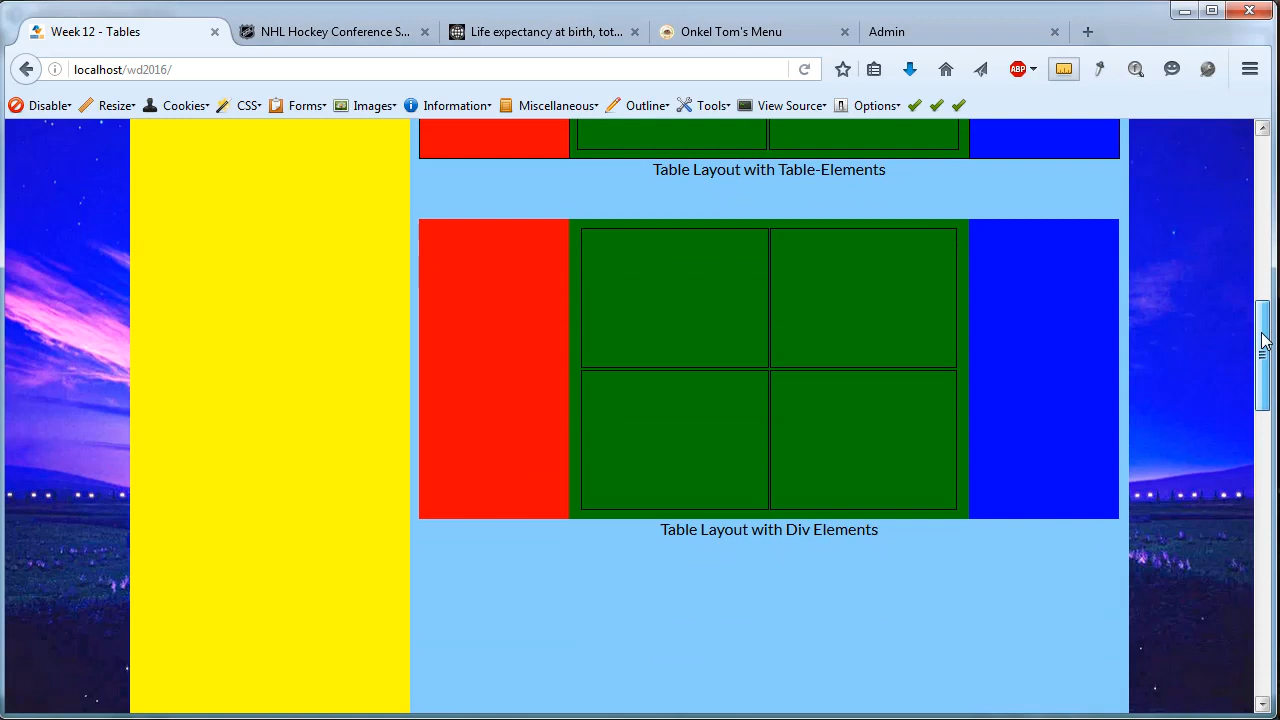 Week 12 - Tables
NHL Hockey Conference S...
Life expectancy at birth, tot...
Onkel Tom's Menu
Admin
localhost/wd2016/
ABP
Disable
Resize
Cookies
CSS
Forms
Images
Information
Miscellaneous
Outline
Tools
View Source
Options
Table Layout with Table-Elements
Table Layout with Div Elements